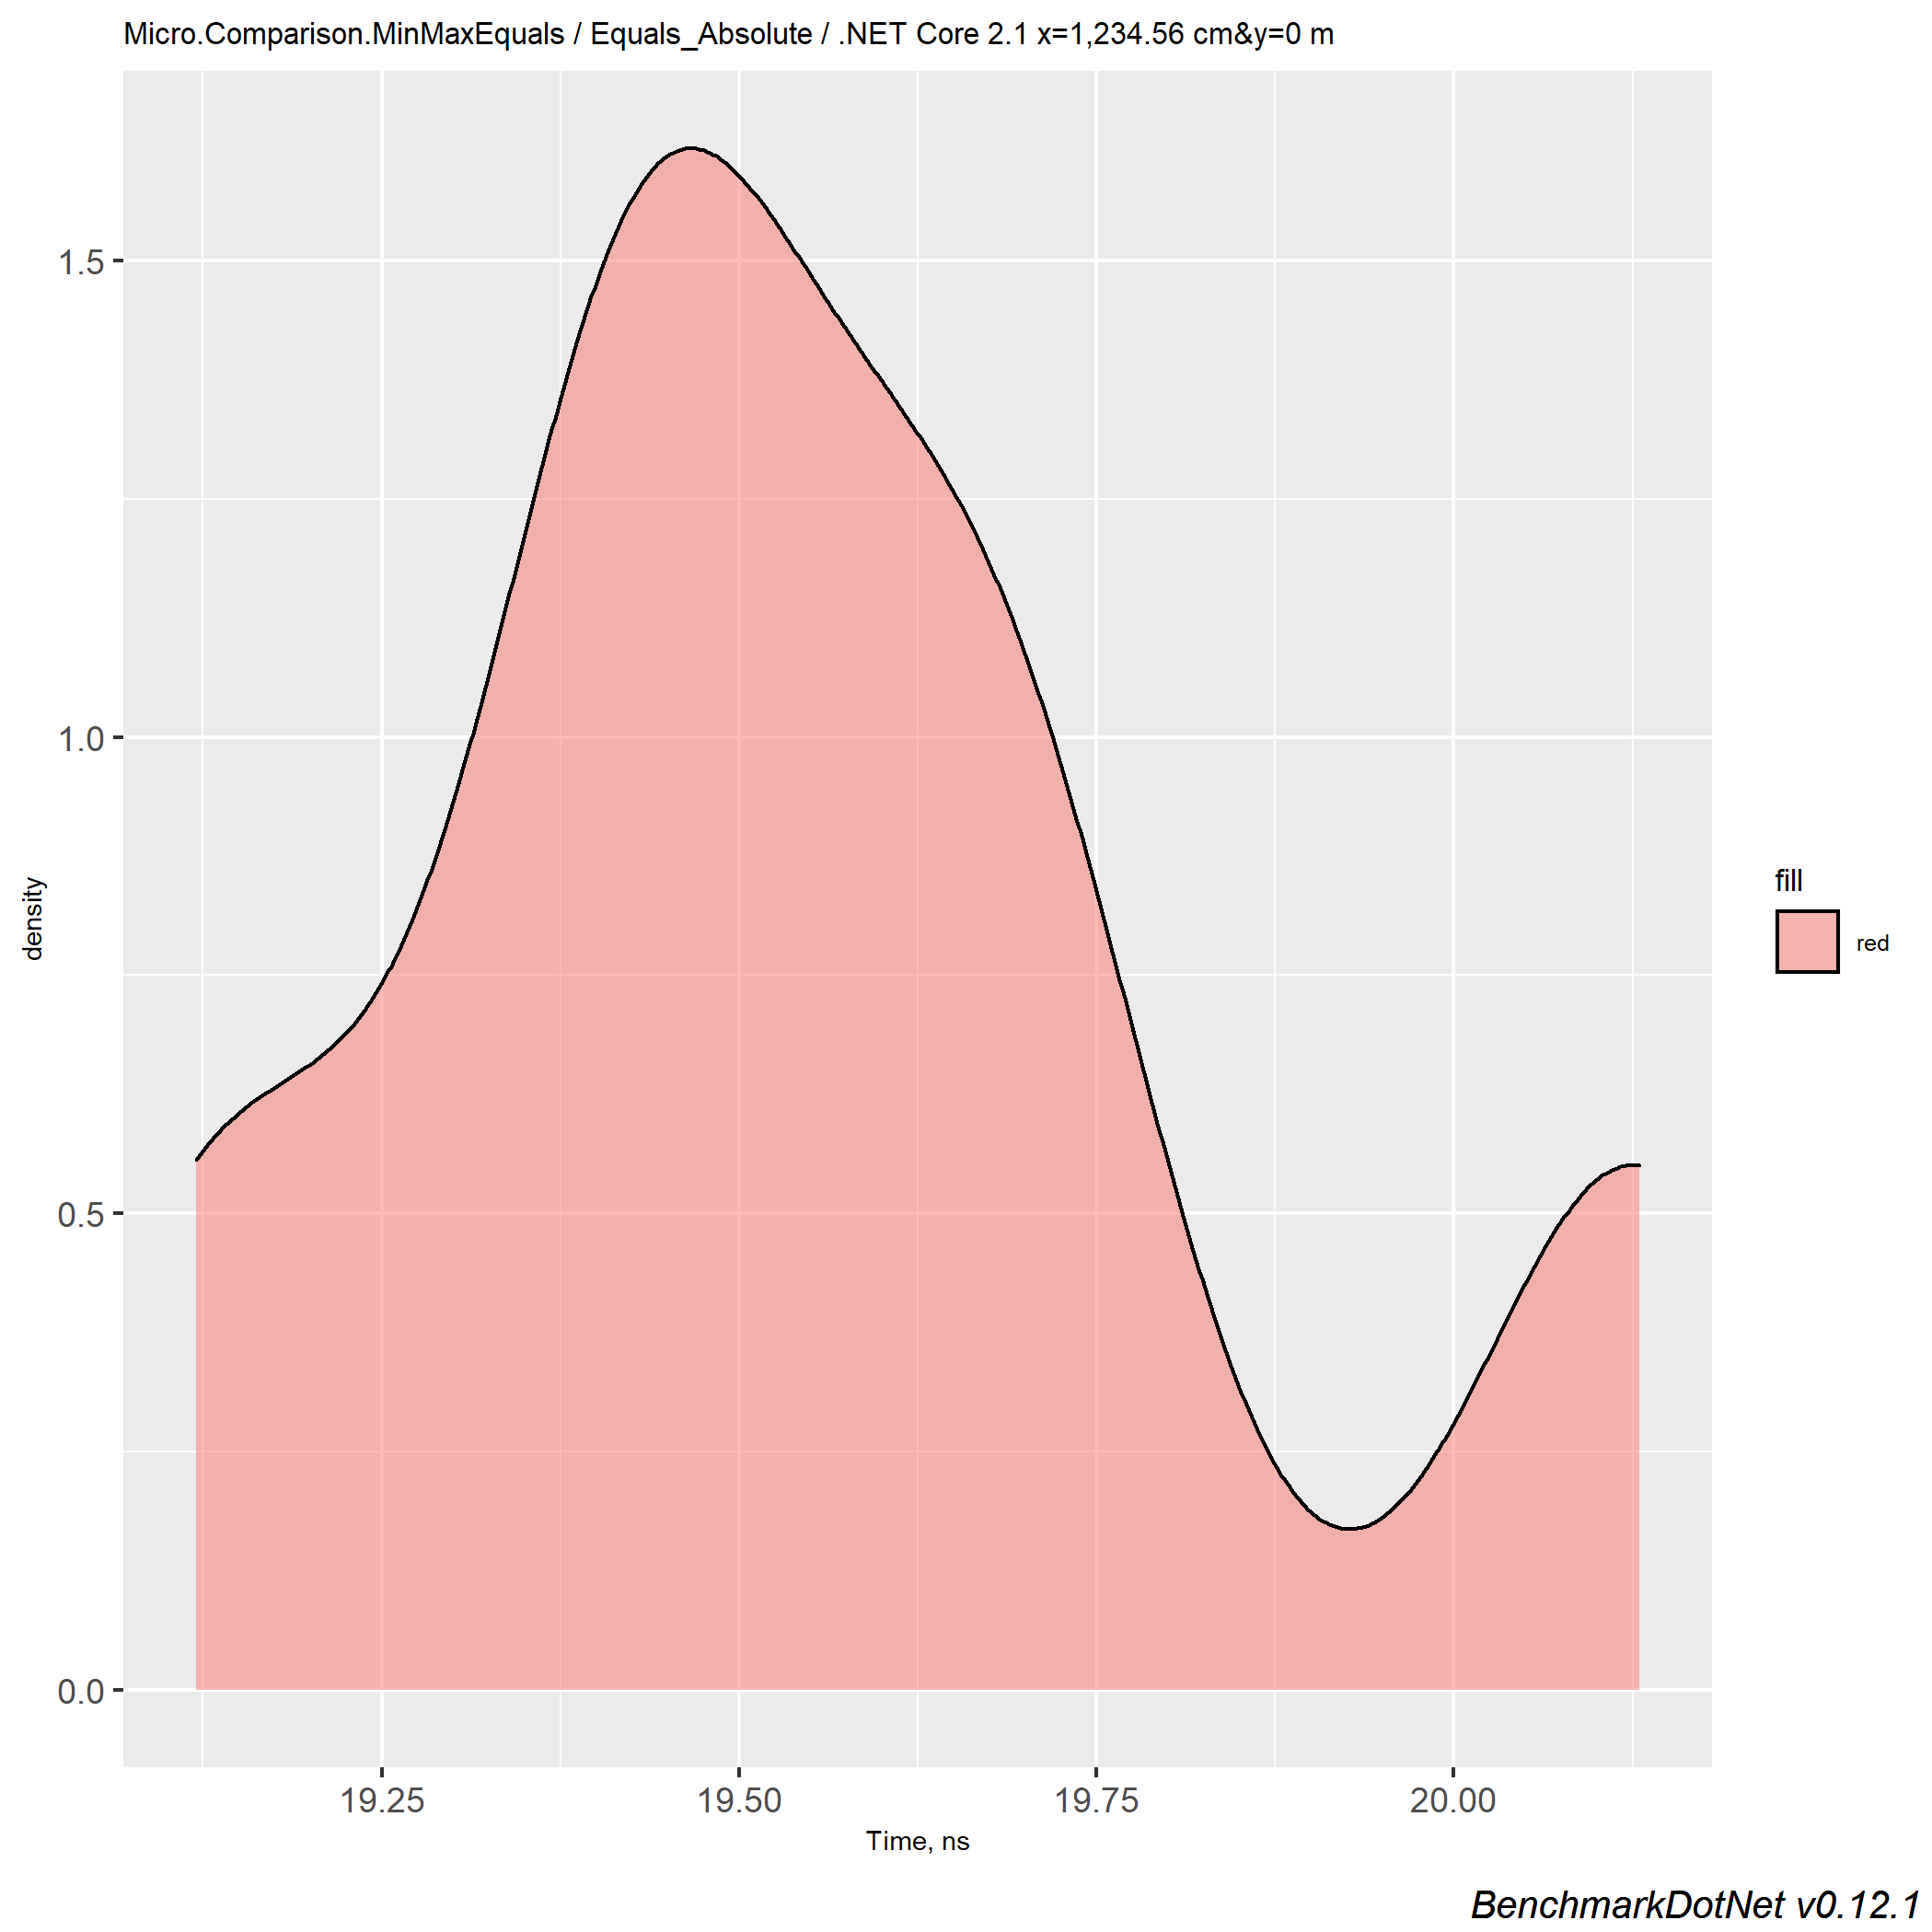 Micro.Comparison.MinMaxEquals / Equals_Absolute / .NET Core 2.1 x=1,234.56 cm&y=0 m
1.5
1.0
0.5
0.0
density
fill
red
19.25 19.50 19.75 20.00
Time, ns
BenchmarkDotNet v0.12.1